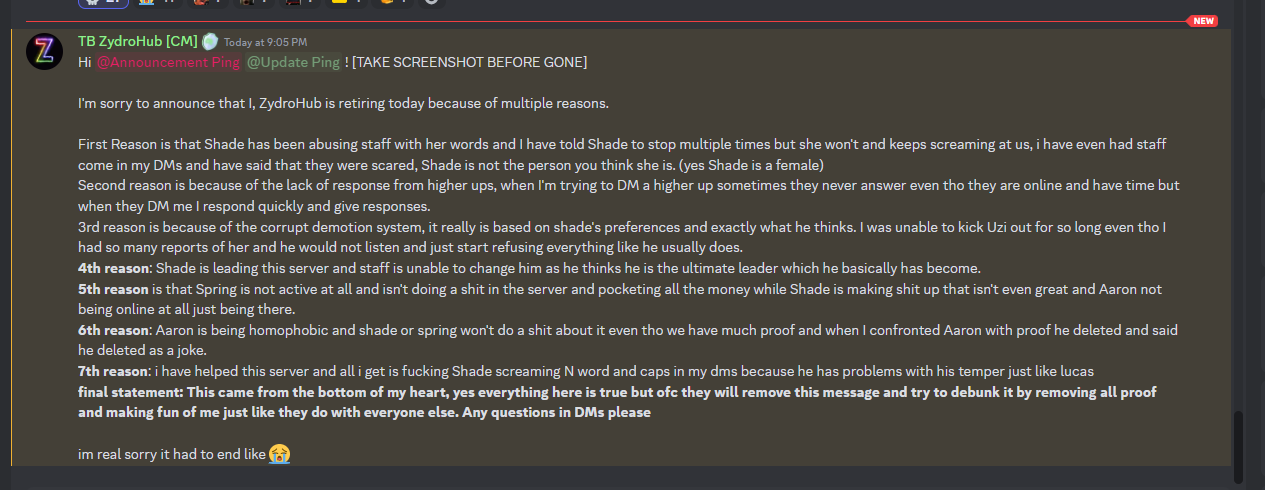 NEW
TB ZydroHub [CM] Today at 9:05 PM
Hi @Announcement Ping @Update Ping ! [TAKE SCREENSHOT BEFORE GONE]
I'm sorry to announce that I, ZydroHub is retiring today because of multiple reasons.
First Reason is that Shade has been abusing staff with her words and I have told Shade to stop multiple times but she won't and keeps screaming at us, i have even had staff
come in my DMs and have said that they were scared, Shade is not the person you think she is. (yes Shade is a female)
Second reason is because of the lack of response from higher ups, when I'm trying to DM a higher up sometimes they never answer even tho they are online and have time but
when they DM me I respond quickly and give responses.
3rd reason is because of the corrupt demotion system, it really is based on shade's preferences and exactly what he thinks. I was unable to kick Uzi out for so long even tho I
had so many reports of her and he would not listen and just start refusing everything like he usually does.
4th reason: Shade is leading this server and staff is unable to change him as he thinks he is the ultimate leader which he basically has become.
5th reason is that Spring is not active at all and isn't doing a shit in the server and pocketing all the money while Shade is making shit up that isn't even great and Aaron not
being online at all just being there.
6th reason: Aaron is being homophobic and shade or spring won't do a shit about it even tho we have much proof and when I confronted Aaron with proof he deleted and said
he deleted as a joke.
7th reason: i have helped this server and all i get is fucking Shade screaming N word and caps in my dms because he has problems with his temper just like lucas
final statement: This came from the bottom of my heart, yes everything here is true but ofc they will remove this message and try to debunk it by removing all proof
and making fun of me just like they do with everyone else. Any questions in DMs please
im real sorry it had to end like 😭